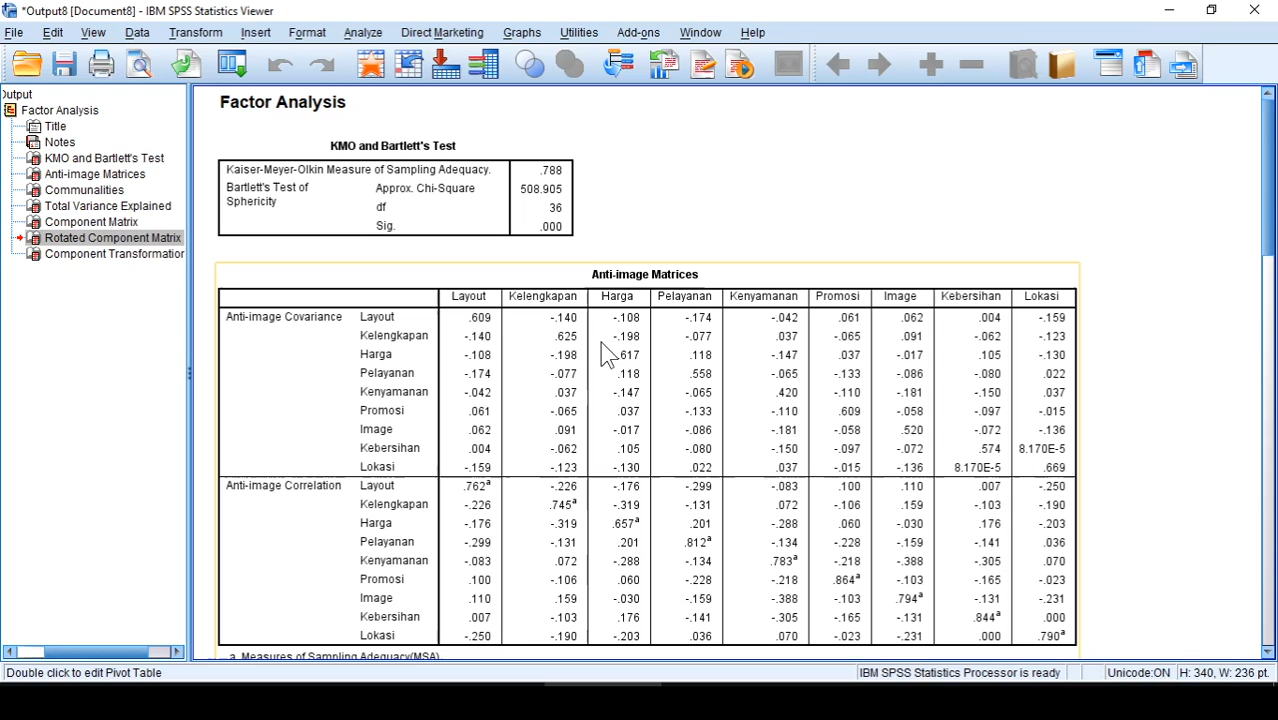 *Output8 [Document8] - IBM SPSS Statistics Viewer
File Edit View Data Transform Insert Format Analyze Direct Marketing Graphs Utilities Add-ons Window Help
utput
Factor Analysis
Title
Notes
KMO and Bartlett's Test
Anti-image Matrices
Communalities
Total Variance Explained
Component Matrix
Rotated Component Matrix
Component Transformation
Factor Analysis
KMO and Bartlett's Test
Kaiser-Meyer-Olkin Measure of Sampling Adequacy. .788
Bartlett's Test of Sphericity Approx. Chi-Square 508.905
df 36
Sig. .000
Anti-image Matrices
Layout Kelengkapan Harga Pelayanan Kenyamanan Promosi Image Kebersihan Lokasi
Anti-image Covariance Layout .609 -.140 -.108 -.174 -.042 .061 .062 .004 -.159
Kelengkapan -.140 .625 -.198 -.077 .037 -.065 .091 -.062 -.123
Harga -.108 -.198 .617 .118 -.147 .037 -.017 .105 -.130
Pelayanan -.174 -.077 .118 .558 -.065 -.133 -.086 -.080 .022
Kenyamanan -.042 .037 -.147 -.065 .420 -.110 -.181 -.150 .037
Promosi .061 -.065 .037 -.133 -.110 .609 -.058 -.097 -.015
Image .062 .091 -.017 -.086 -.181 -.058 .520 -.072 -.136
Kebersihan .004 -.062 .105 -.080 -.150 -.097 -.072 .574 8.170E-5
Lokasi -.159 -.123 -.130 .022 .037 -.015 -.136 8.170E-5 .669
Anti-image Correlation Layout .762a -.226 -.176 -.299 -.083 .100 .110 .007 -.250
Kelengkapan -.226 .745a -.319 -.131 .072 -.106 .159 -.103 -.190
Harga -.176 -.319 .657a .201 -.288 .060 -.030 .176 -.203
Pelayanan -.299 -.131 .201 .812a -.134 -.228 -.159 -.141 .036
Kenyamanan -.083 .072 -.288 -.134 .783a -.218 -.388 -.305 .070
Promosi .100 -.106 .060 -.228 -.218 .864a -.103 -.165 -.023
Image .110 .159 -.030 -.159 -.388 -.103 .794a -.131 -.231
Kebersihan .007 -.103 .176 -.141 -.305 -.165 -.131 .844a .000
Lokasi -.250 -.190 -.203 .036 .070 -.023 -.231 .000 .790a
a. Measures of Sampling Adequacy(MSA)
Double click to edit Pivot Table IBM SPSS Statistics Processor is ready Unicode:ON H: 340, W: 236 pt.